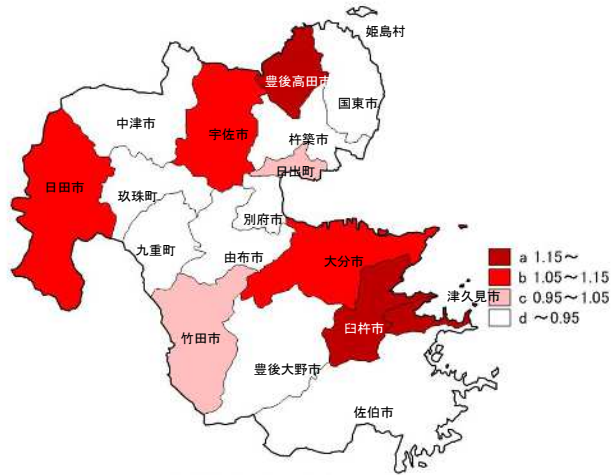 姫島村
豊後高田市
国東市
中津市
宇佐市
杵築市
日出町
日田市
玖珠町
別府市
九重町
由布市
大分市
a 1.15～
b 1.05～1.15
津久見市
c 0.95～1.05
d ～0.95
臼杵市
竹田市
豊後大野市
佐伯市